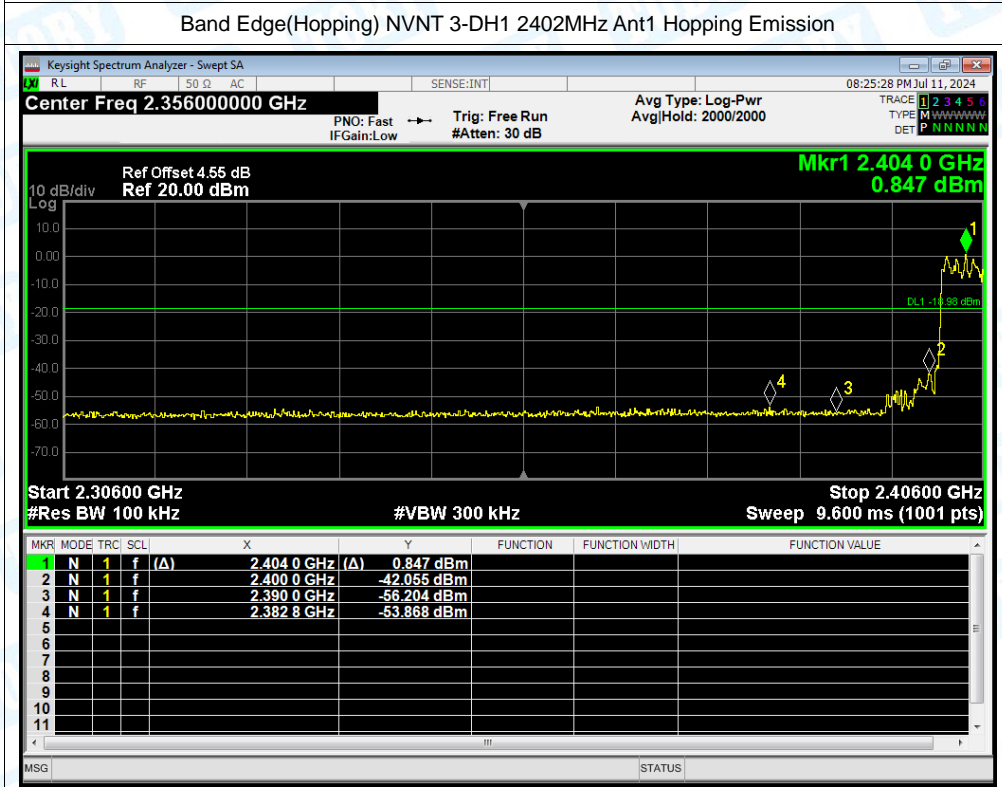 Band Edge(Hopping) NVNT 3-DH1 2402MHz Ant1 Hopping Emission
Keysight Spectrum Analyzer - Swept SA
LXI RL RF 50 Ω AC SENSE:INT 08:25:28 PM Jul 11, 2024
Center Freq 2.356000000 GHz Avg Type: Log-Pwr TRACE 1 2 3 4 5 6
PNO: Fast Trig: Free Run Avg|Hold: 2000/2000 TYPE M WWWWW
IFGain:Low #Atten: 30 dB DET P N N N N N
Mkr1 2.404 0 GHz
Ref Offset 4.55 dB
10 dB/div Ref 20.00 dBm 0.847 dBm
Log
10.0
1
0.00
-10.0
DL1 -18.98 dBm
-20.0
-30.0
2
-40.0
4
3
-50.0
-60.0
-70.0
Start 2.30600 GHz Stop 2.40600 GHz
#Res BW 100 kHz #VBW 300 kHz Sweep 9.600 ms (1001 pts)
MKR MODE TRC SCL X Y FUNCTION FUNCTION WIDTH FUNCTION VALUE
1 N 1 f (Δ) 2.404 0 GHz (Δ) 0.847 dBm
2 N 1 f 2.400 0 GHz -42.055 dBm
3 N 1 f 2.390 0 GHz -56.204 dBm
4 N 1 f 2.382 8 GHz -53.868 dBm
5
6
7
8
9
10
11
MSG STATUS